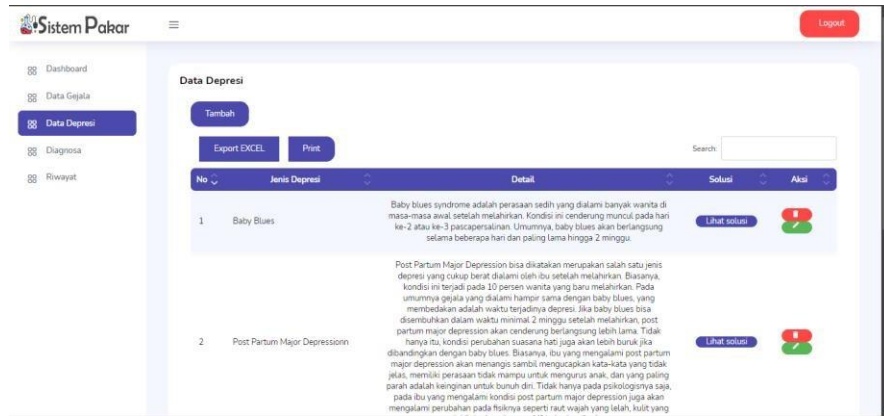 Sistem Pakar
Logout
Dashboard
Data Gejala
Data Depresi
Diagnosa
Riwayat
Data Depresi
Tambah
Export EXCEL
Print
Search:
No
Jenis Depresi
Detail
Solusi
Aksi
1
Baby Blues
Baby blues syndrome adalah perasaan sedih yang dialami banyak wanita di
masa-masa awal setelah melahirkan. Kondisi ini cenderung muncul pada hari
ke-2 atau ke-3 pascapersalinan. Umumnya, baby blues akan berlangsung
selama beberapa hari dan paling lama hingga 2 minggu.
Lihat solusi
2
Post Partum Major Depressionn
Post Partum Major Depression bisa dikatakan merupakan salah satu jenis
depresi yang cukup berat dialami oleh ibu setelah melahirkan. Biasanya,
kondisi ini terjadi pada 10 persen wanita yang baru melahirkan. Pada
umumnya gejala yang dialami hampir sama dengan baby blues, yang
membedakan adalah waktu terjadinya depresi. Jika baby blues bisa
disembuhkan dalam waktu minimal 2 minggu setelah melahirkan, post
partum major depression akan cenderung berlangsung lebih lama. Tidak
hanya itu, kondisi perubahan suasana hati juga akan lebih buruk jika
dibandingkan dengan baby blues. Biasanya, ibu yang mengalami post partum
major depression akan menangis sambil mengucapkan kata-kata yang tidak
jelas, memiliki perasaan tidak mampu untuk mengurus anak, dan yang paling
parah adalah keinginan untuk bunuh diri. Tidak hanya pada psikologisnya saja,
pada ibu yang mengalami kondisi post partum major depression juga akan
mengalami perubahan pada fisiknya seperti raut wajah yang lelah, kulit yang
Lihat solusi